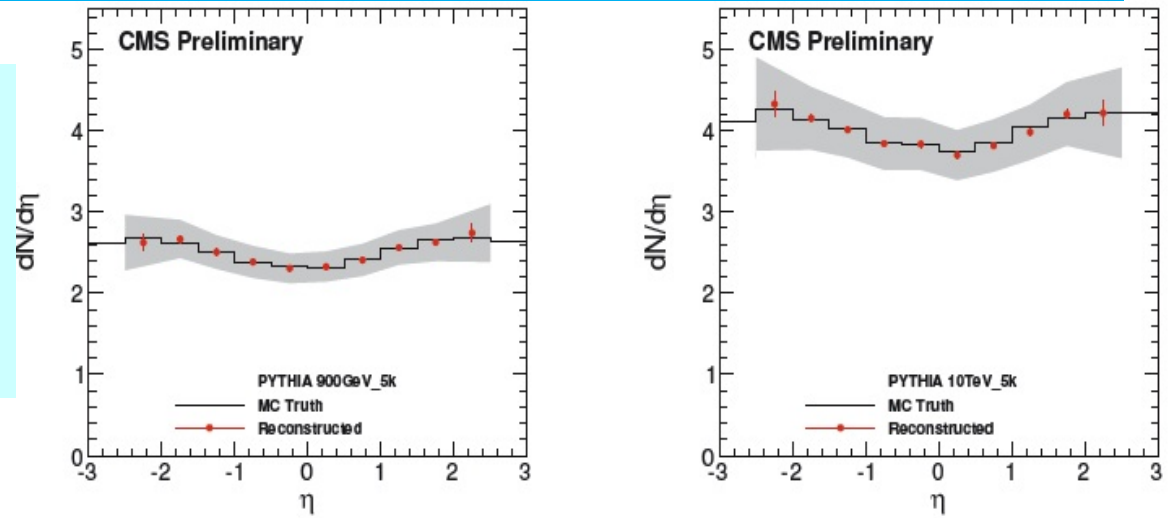 CMS Preliminary
5
4
3
2
1
0
dN/dη
PYTHIA 900GeV_5k
MC Truth
Reconstructed
-3 -2 -1 0 1 2 3
η
CMS Preliminary
5
4
3
2
1
0
dN/dη
PYTHIA 10TeV_5k
MC Truth
Reconstructed
-3 -2 -1 0 1 2 3
η